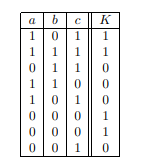 a b c K
1 0 1 1
1 1 1 1
0 1 1 0
1 1 0 0
1 0 1 0
0 0 0 1
0 0 0 1
0 0 1 0